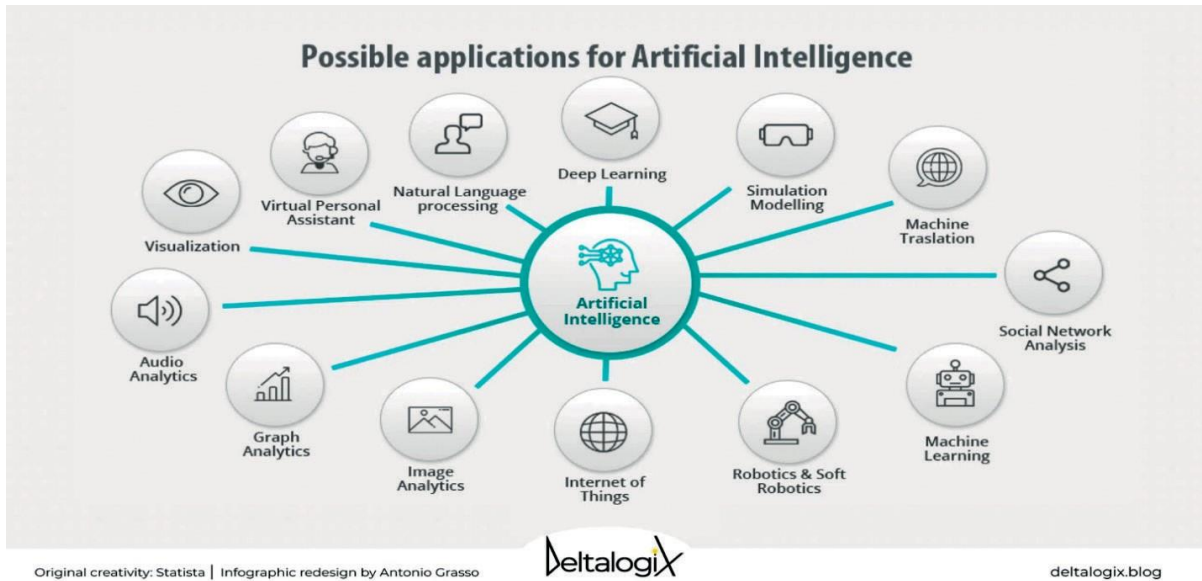 Possible applications for Artificial Intelligence
Deep Learning
Natural Language
processing
Simulation
Modelling
Virtual Personal
Assistant
Machine
Traslation
Visualization
Artificial
Intelligence
Social Network
Analysis
Audio
Analytics
Graph
Analytics
Machine
Learning
Image
Analytics
Internet of
Things
Robotics & Soft
Robotics
Original creativity: Statista | Infographic redesign by Antonio Grasso
DeltalogiX
deltalogix.blog